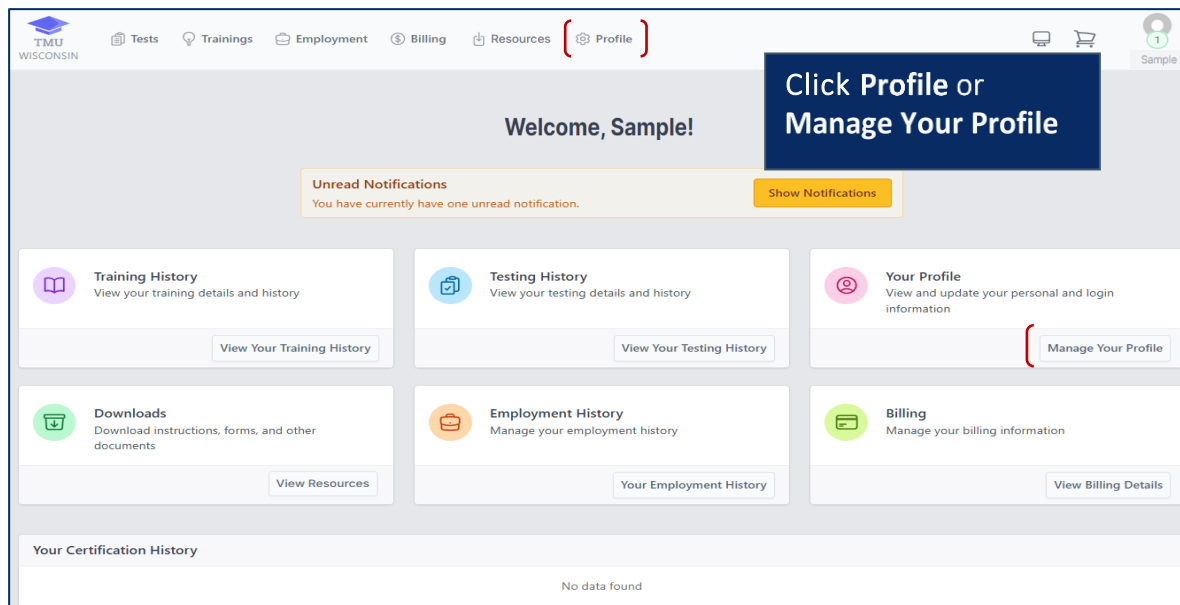 TMU
WISCONSIN
Tests
Trainings
Employment
Billing
Resources
Profile
1
Sample
Click Profile or
Manage Your Profile
Welcome, Sample!
Unread Notifications
You have currently have one unread notification.
Show Notifications
Training History
View your training details and history
View Your Training History
Testing History
View your testing details and history
View Your Testing History
Your Profile
View and update your personal and login
information
Manage Your Profile
Downloads
Download instructions, forms, and other
documents
View Resources
Employment History
Manage your employment history
Your Employment History
Billing
Manage your billing information
View Billing Details
Your Certification History
No data found